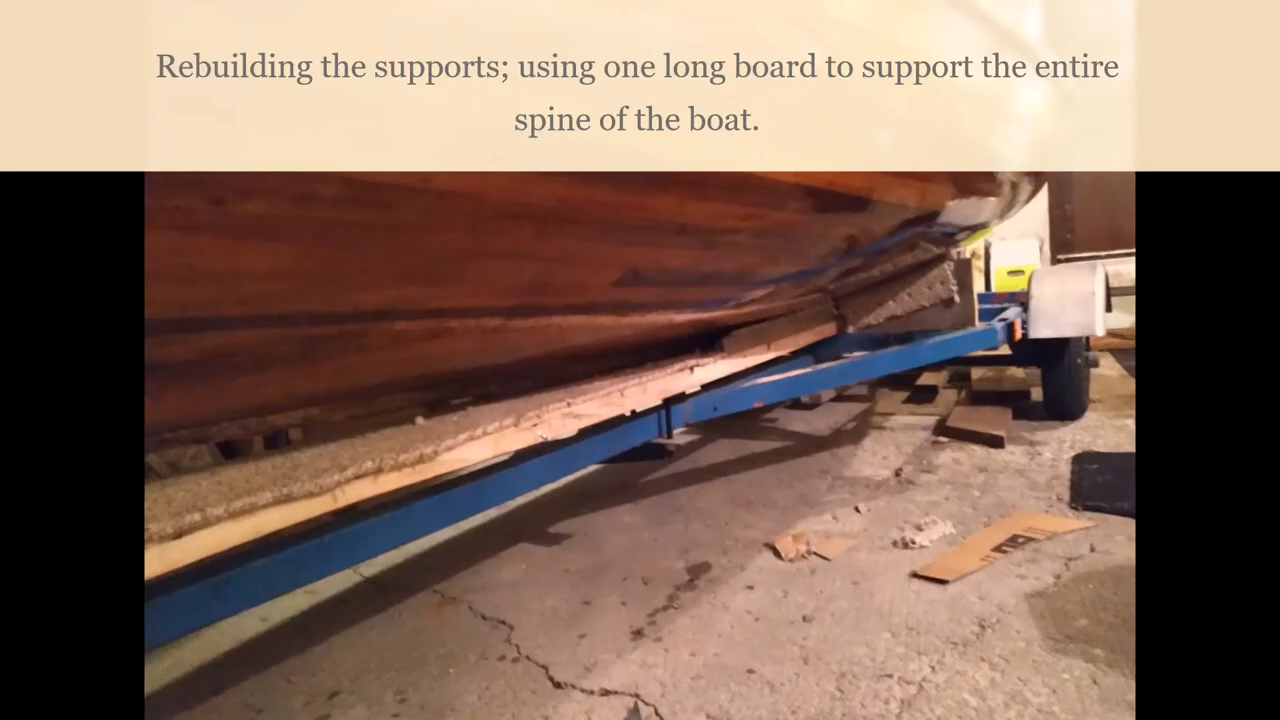 Rebuilding the supports; using one long board to support the entire
spine of the boat.